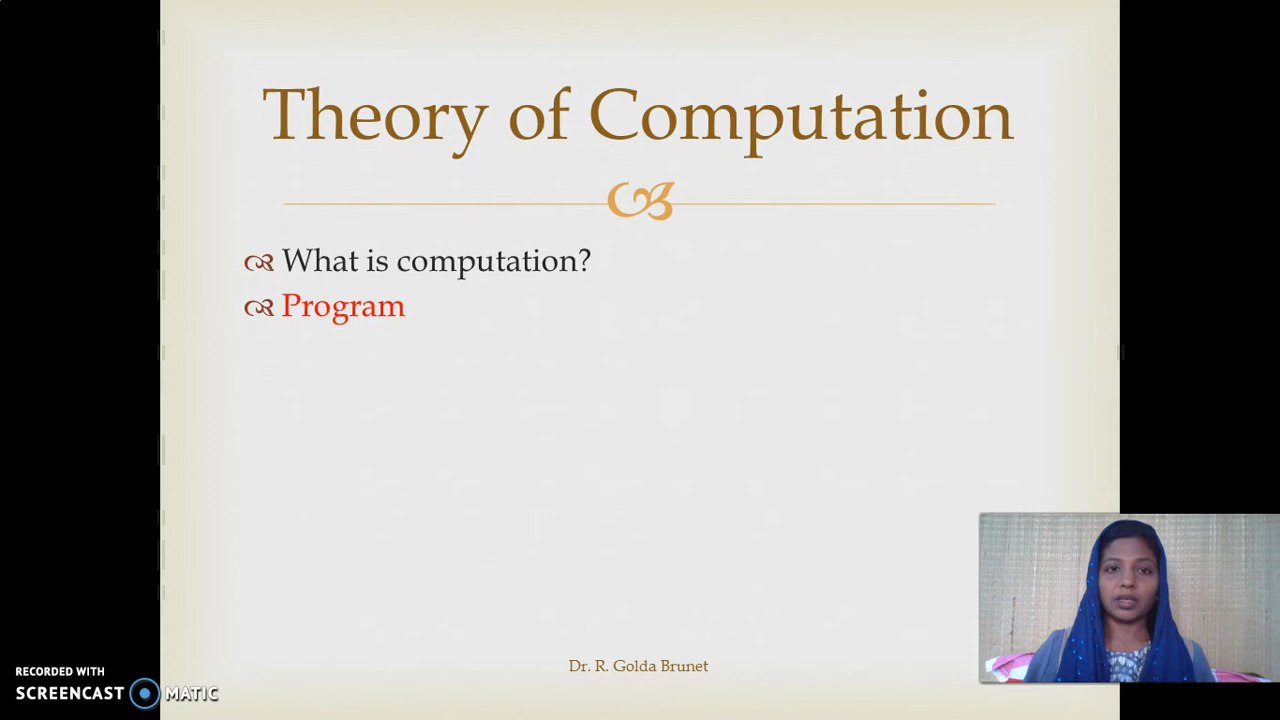 Theory of Computation
What is computation?
Program
Dr. R. Golda Brunet
RECORDED WITH
SCREENCAST MATIC